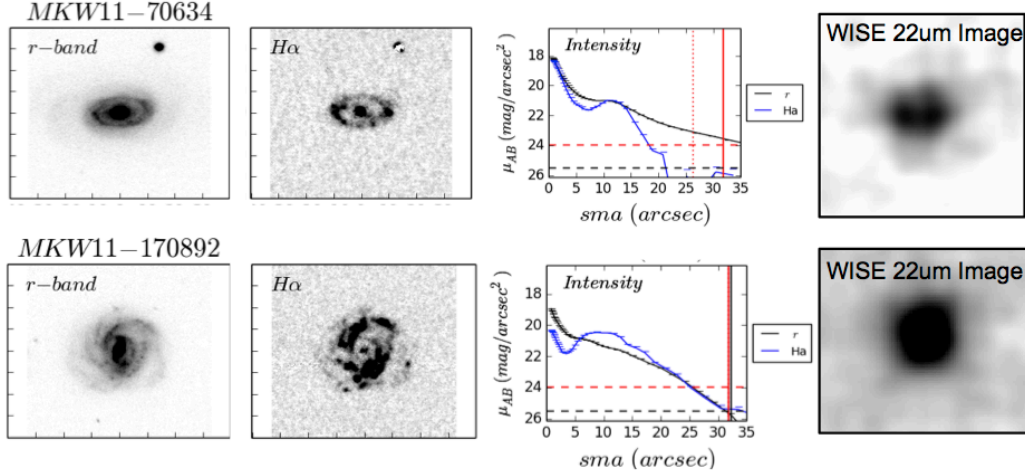 MKW11−70634
r−band
Hα
Intensity
μAB (mag/arcsec²)
18
20
22
24
26
0 5 10 15 20 25 30 35
sma (arcsec)
r
Ha
WISE 22um Image
MKW11−170892
r−band
Hα
Intensity
μAB (mag/arcsec²)
18
20
22
24
26
0 5 10 15 20 25 30 35
sma (arcsec)
r
Ha
WISE 22um Image